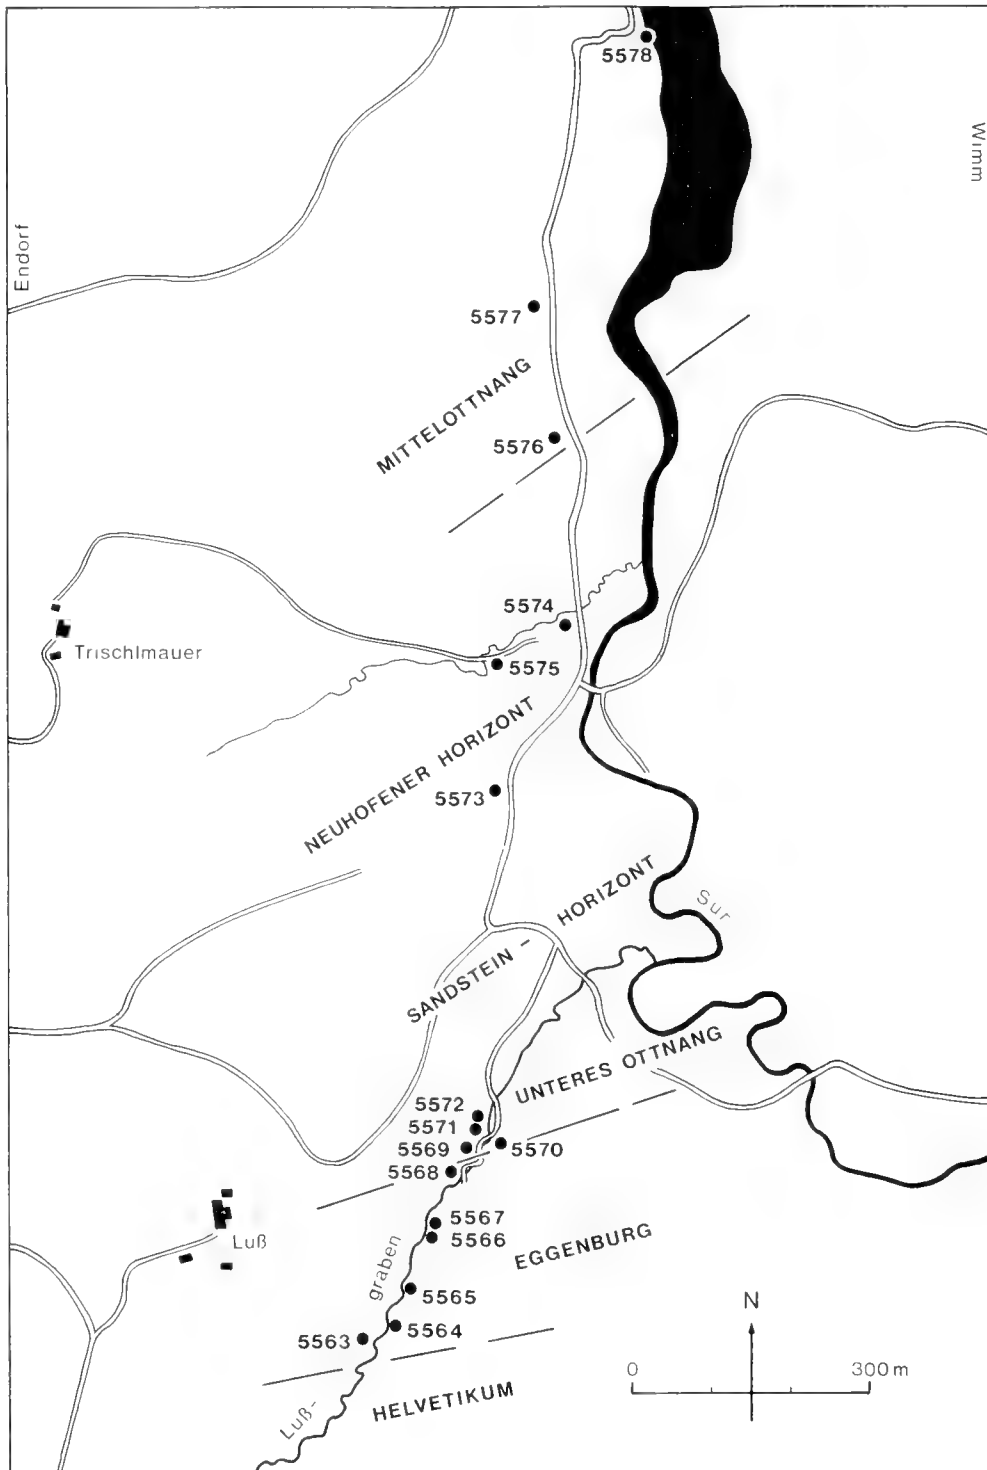 5578
Wimm
Endorf
5577
MITTELOTTNANG
5576
5574
Trischlmauer
5575
NEUHOFENER HORIZONT
5573
SANDSTEIN – HORIZONT
Sur
UNTERES OTTNANG
5572
5571
5569
5570
5568
5567
5566
Luß
EGGENBURG
Luß-graben
5565
5564
5563
HELVETIKUM
N
0 300 m